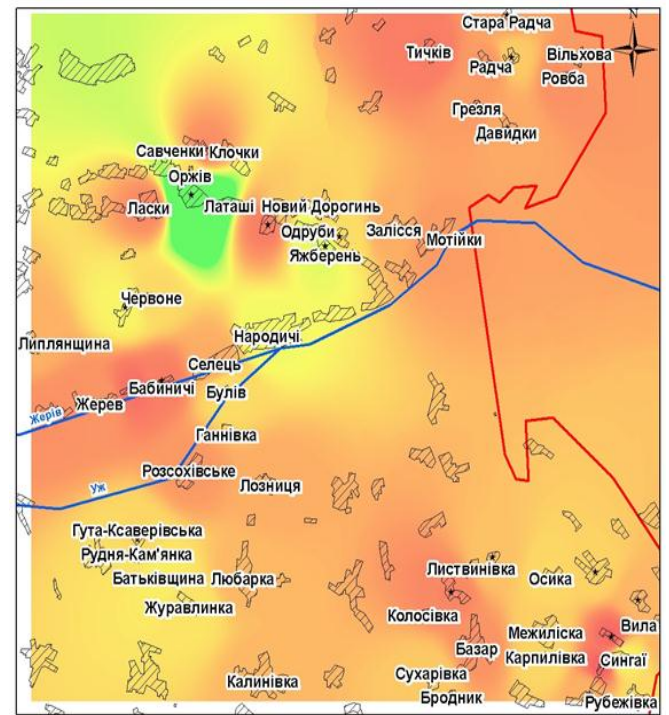 Стара Радча
Тичків
Радча
Вільхова
Ровба
Грезля
Давидки
Савченки
Клочки
Оржів
Ласки
Латаші
Новий Дорогинь
Одруби
Залісся
Мотійки
Яжберень
Червоне
Липлянщина
Народичі
Селець
Бабиничі
Булів
Жерев
Жерів
Ганнівка
Розсохівське
Лозниця
Уж
Гута-Ксаверівська
Рудня-Кам'янка
Батьківщина
Любарка
Журавлинка
Листвинівка
Осика
Колосівка
Вила
Межиліска
Базар
Карпилівка
Сингаї
Сухарівка
Калинівка
Бродник
Рубежівка